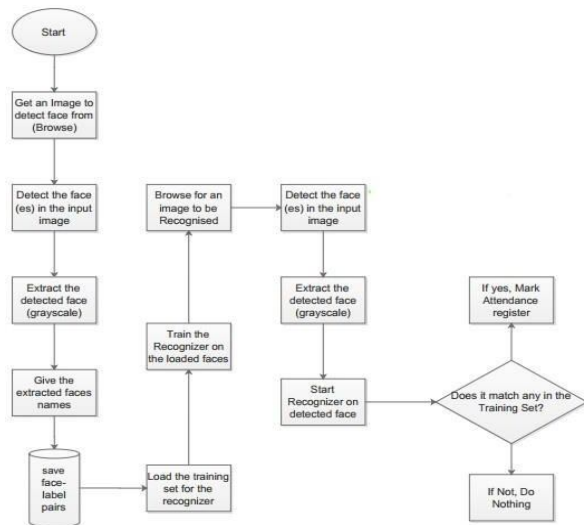 Start
Get an Image to
detect face from
(Browse)
Detect the face
(es) in the input
image
Extract the
detected face
(grayscale)
Give the
extracted faces
names
save
face-
label
pairs
Load the training
set for the
recognizer
Train the
Recognizer on
the loaded faces
Browse for an
image to be
Recognised
Detect the face
(es) in the input
image
Extract the
detected face
(grayscale)
Start
Recognizer on
detected face
Does it match any in the
Training Set?
If yes, Mark
Attendance
register
If Not, Do
Nothing